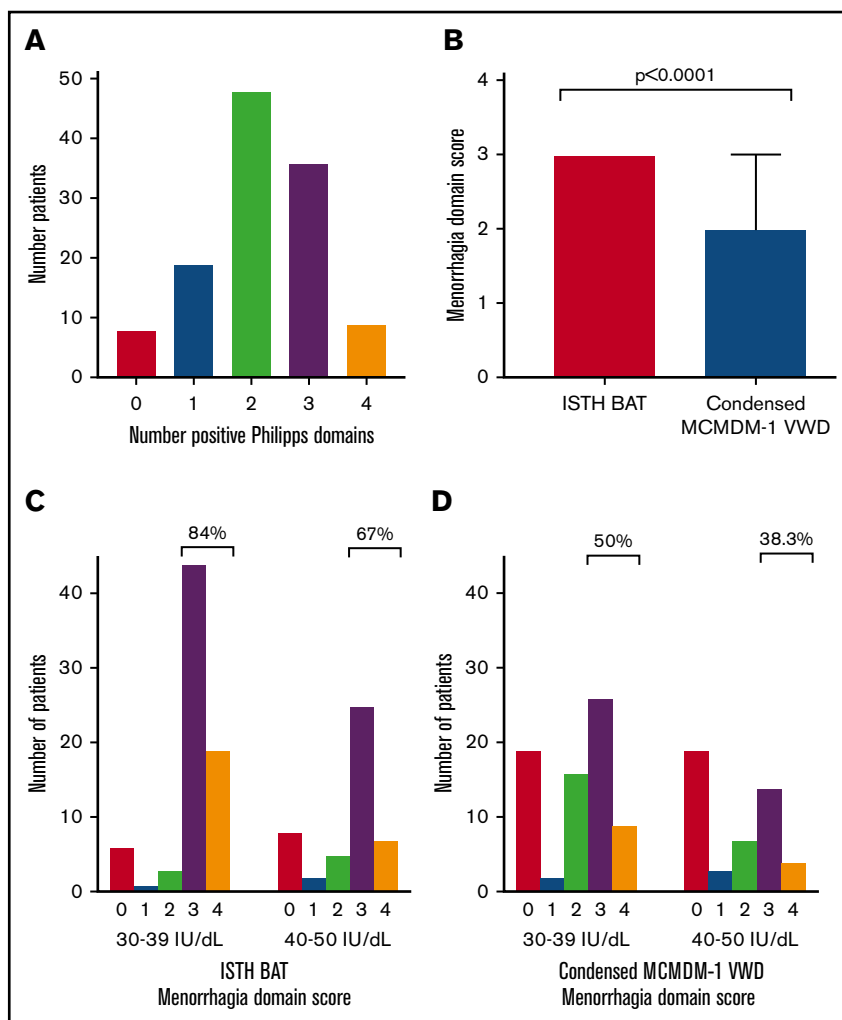 A
50
40
30
20
10
0
Number patients
0 1 2 3 4
Number positive Philipps domains
B
p<0.0001
4
3
2
1
0
Menorrhagia domain score
ISTH BAT
Condensed
MCMDM-1 VWD
C
84%
67%
40
30
20
10
0
Number of patients
0 1 2 3 4 0 1 2 3 4
30-39 IU/dL 40-50 IU/dL
ISTH BAT
Menorrhagia domain score
D
50%
38.3%
40
30
20
10
0
Number of patients
0 1 2 3 4 0 1 2 3 4
30-39 IU/dL 40-50 IU/dL
Condensed MCMDM-1 VWD
Menorrhagia domain score